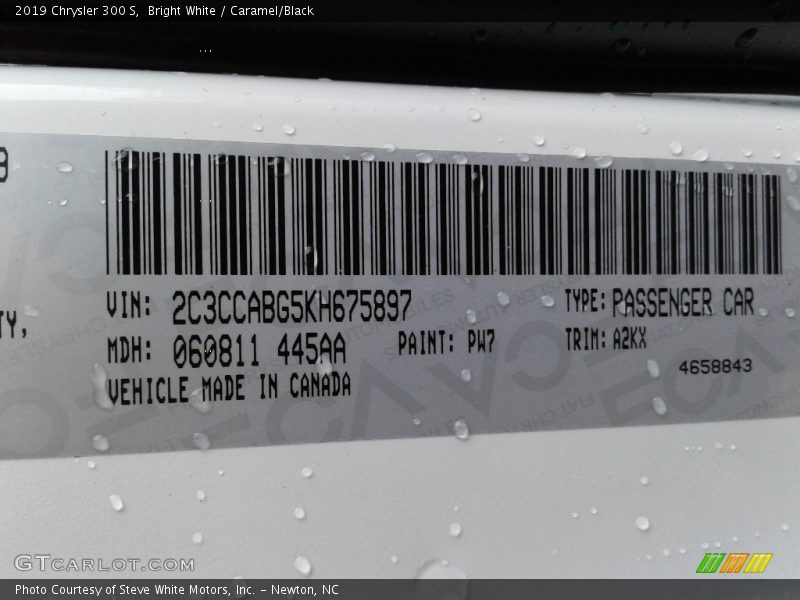 2019 Chrysler 300 S, Bright White / Caramel/Black
VIN: 2C3CCABG5KH675897
TYPE: PASSENGER CAR
MDH: 060811 445AA
PAINT: PW7
TRIM: A2KX
4658843
VEHICLE MADE IN CANADA
TY,
GTCARLOT.COM
Photo Courtesy of Steve White Motors, Inc. – Newton, NC